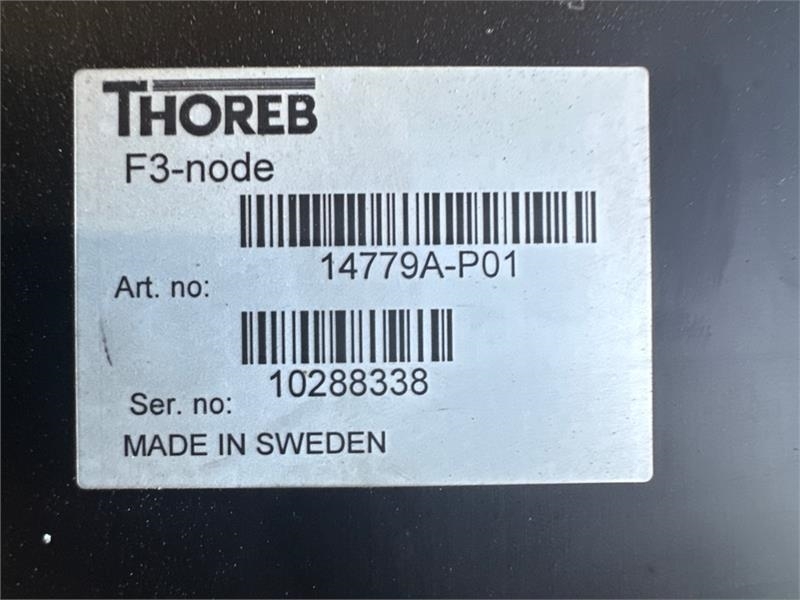 THOREB
F3-node
14779A-P01
Art. no:
10288338
Ser. no:
MADE IN SWEDEN